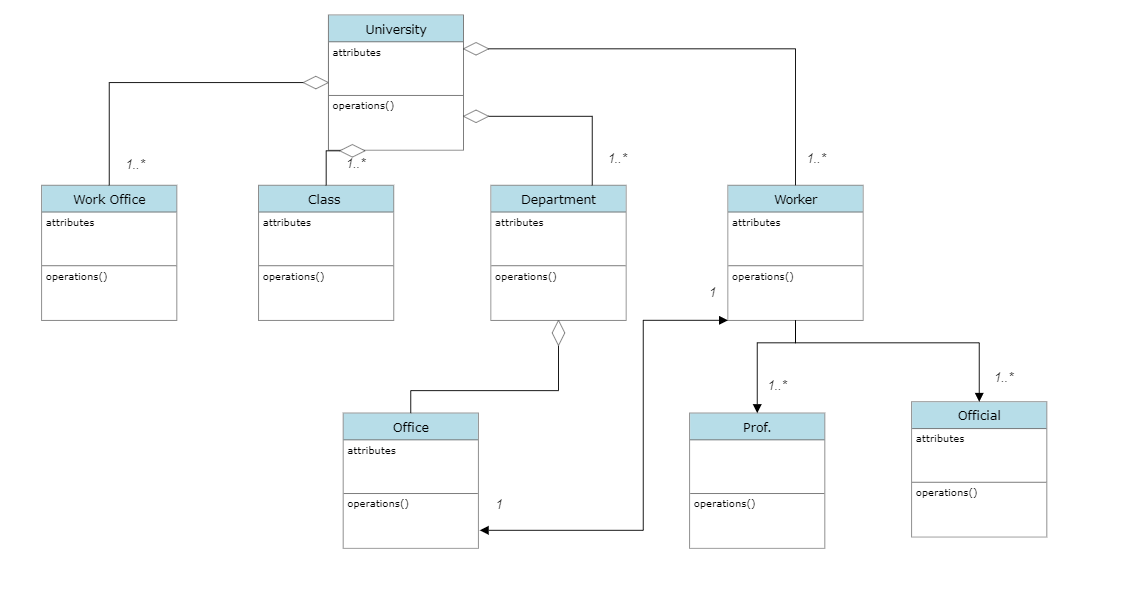 University
attributes
operations()
1..*
1..*
1..*
1..*
Work Office
attributes
operations()
Class
attributes
operations()
Department
attributes
operations()
Worker
attributes
operations()
1
1..*
1..*
Office
attributes
operations()
1
Prof.
operations()
Official
attributes
operations()